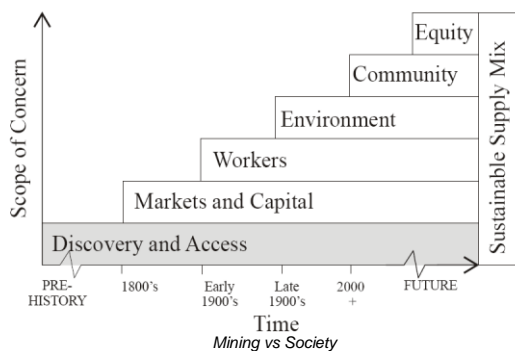 Scope of Concern
Equity
Community
Environment
Workers
Markets and Capital
Discovery and Access
Sustainable Supply Mix
PRE-
HISTORY
1800's
Early
1900's
Late
1900's
2000
+
FUTURE
Time
Mining vs Society